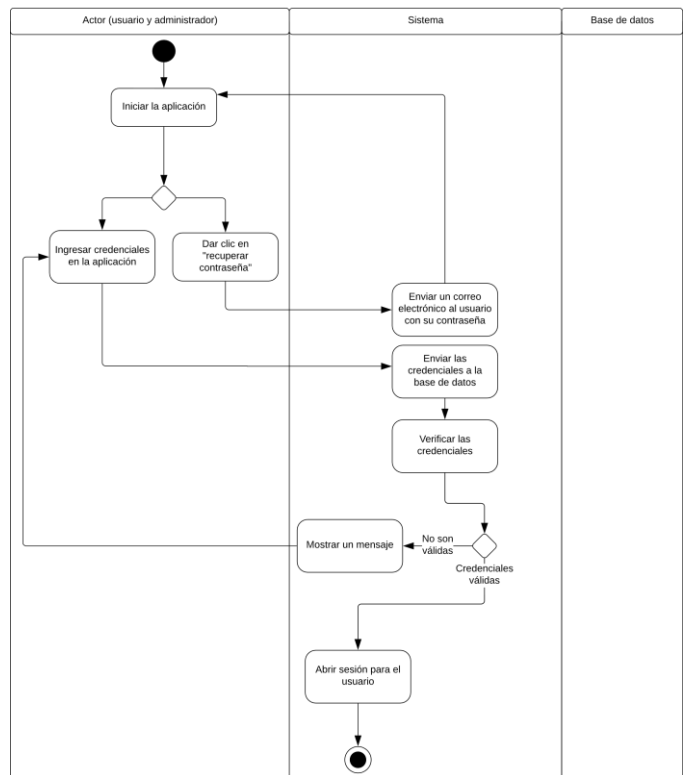 Actor (usuario y administrador)
Sistema
Base de datos
Iniciar la aplicación
Ingresar credenciales
en la aplicación
Dar clic en
"recuperar
contraseña"
Enviar un correo
electrónico al usuario
con su contraseña
Enviar las
credenciales a la
base de datos
Verificar las
credenciales
Mostrar un mensaje
No son
válidas
Credenciales
válidas
Abrir sesión para el
usuario